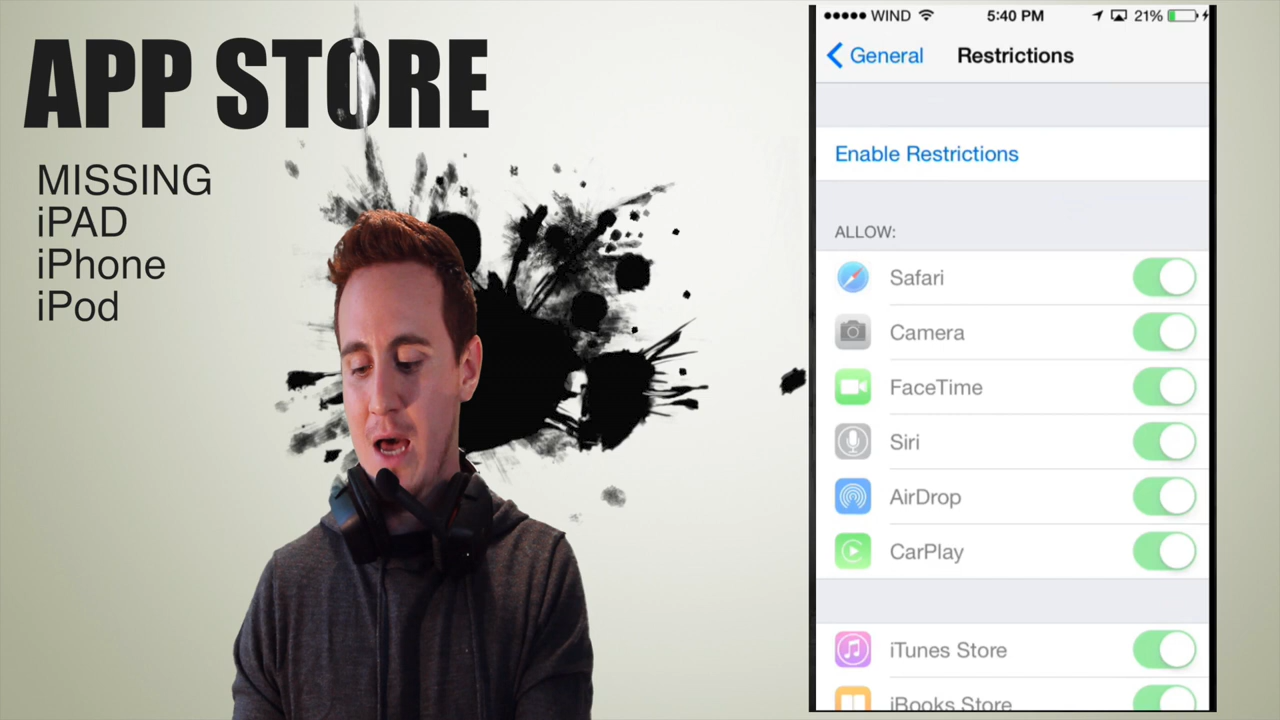 APP STORE
MISSING
iPAD
iPhone
iPod
WIND 5:40 PM 21%
General Restrictions
Enable Restrictions
ALLOW:
Safari
Camera
FaceTime
Siri
AirDrop
CarPlay
iTunes Store
iBooks Store